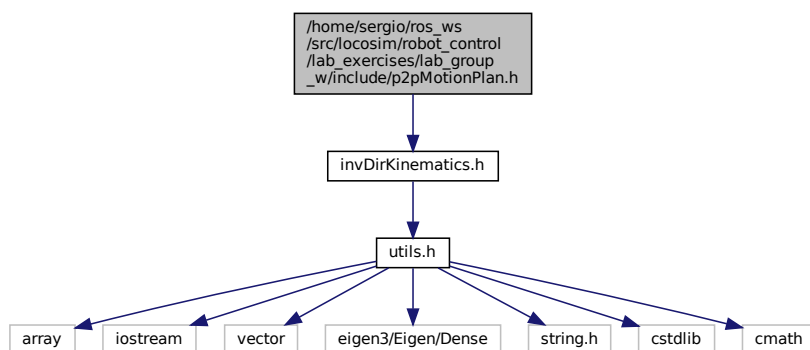 /home/sergio/ros_ws
/src/locosim/robot_control
/lab_exercises/lab_group
_w/include/p2pMotionPlan.h
invDirKinematics.h
utils.h
array
iostream
vector
eigen3/Eigen/Dense
string.h
cstdlib
cmath